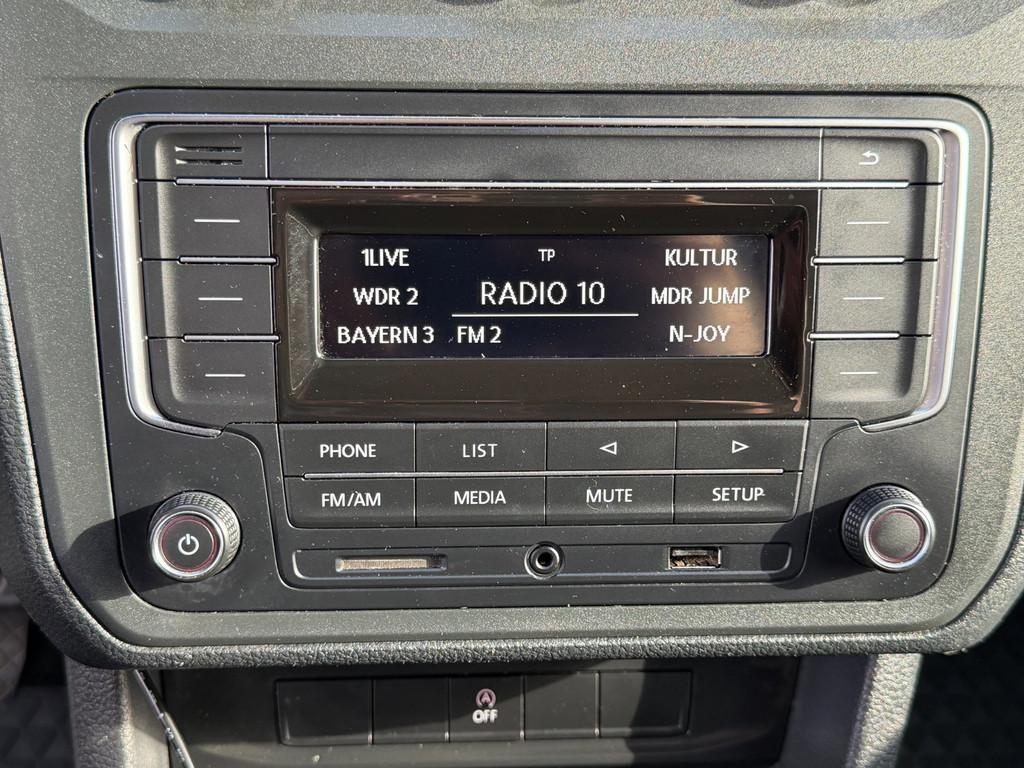 1LIVE TP KULTUR
WDR 2 RADIO 10 MDR JUMP
BAYERN 3 FM 2 N-JOY
PHONE LIST
FM/AM MEDIA MUTE SETUP
A
OFF